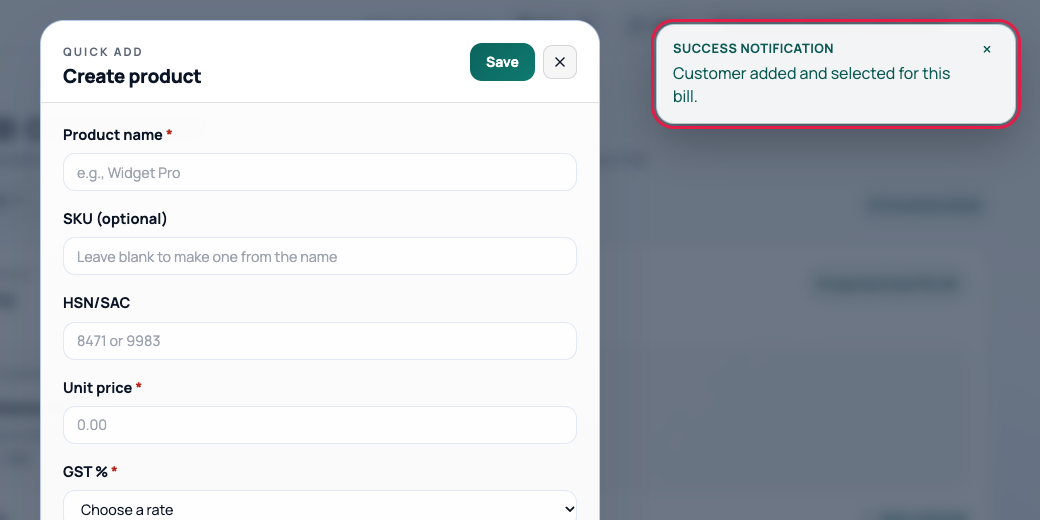 QUICK ADD
Create product
Save
Product name *
e.g., Widget Pro
SKU (optional)
Leave blank to make one from the name
HSN/SAC
8471 or 9983
Unit price *
0.00
GST % *
Choose a rate
SUCCESS NOTIFICATION
Customer added and selected for this
bill.